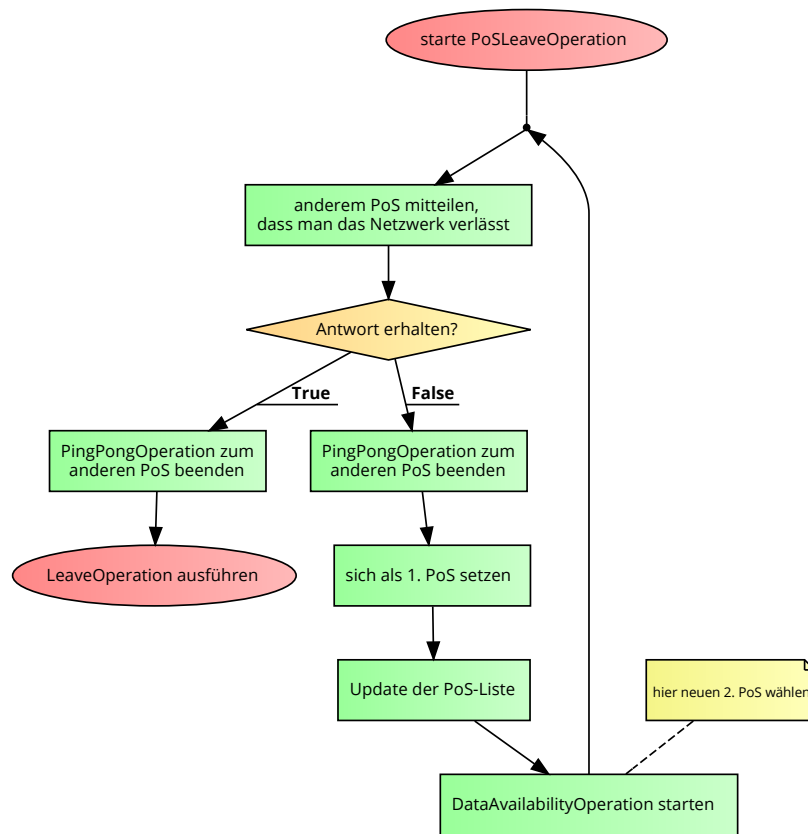 starte PoSLeaveOperation
anderem PoS mitteilen,
dass man das Netzwerk verlässt
Antwort erhalten?
True
False
PingPongOperation zum
anderen PoS beenden
PingPongOperation zum
anderen PoS beenden
LeaveOperation ausführen
sich als 1. PoS setzen
Update der PoS-Liste
hier neuen 2. PoS wählen
DataAvailabilityOperation starten